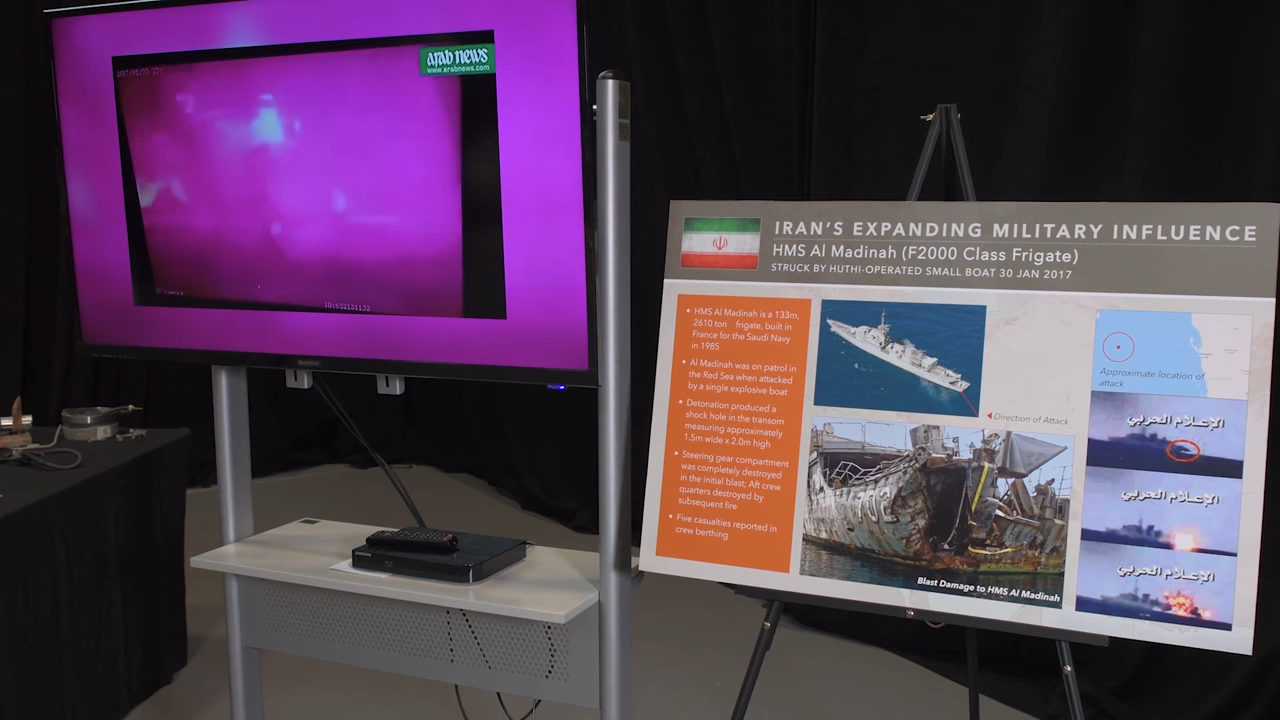 arab news
www.arabnews.com
IRAN'S EXPANDING MILITARY INFLUENCE
HMS Al Madinah (F2000 Class Frigate)
STRUCK BY HUTHI-OPERATED SMALL BOAT 30 JAN 2017
• HMS Al Madinah is a 133m,
2610 ton frigate, built in
France for the Saudi Navy
in 1985
• Al Madinah was on patrol in
the Red Sea when attacked
by a single explosive boat
• Detonation produced a
shock hole in the transom
measuring approximately
1.5m wide x 2.0m high
• Steering gear compartment
was completely destroyed
in the initial blast; Aft crew
quarters destroyed by
subsequent fire
• Five casualties reported in
crew berthing
Direction of Attack
702
Blast Damage to HMS Al Madinah
Approximate location of
attack
الإعلام الحربي
الإعلام الحربي
الإعلام الحربي